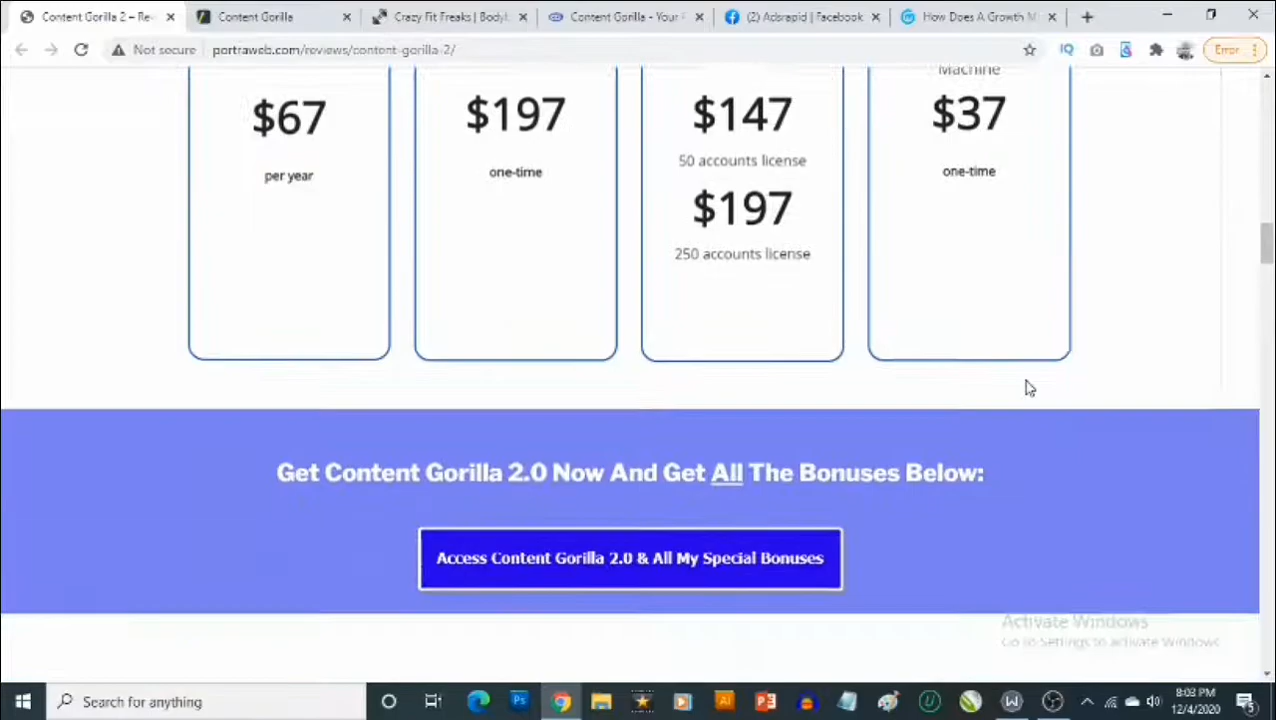 Content Gorilla 2 – Rev
Content Gorilla
Crazy Fit Freaks | Body
Content Gorilla - Your F
(2) Adsrapid | Facebook
How Does A Growth M
Not secure
portraweb.com/reviews/content-gorilla-2/
IQ
Error
Machine
$67
per year
$197
one-time
$147
50 accounts license
$197
250 accounts license
$37
one-time
Get Content Gorilla 2.0 Now And Get All The Bonuses Below:
Access Content Gorilla 2.0 & All My Special Bonuses
Activate Windows
Go to Settings to activate Windows.
Search for anything
8:03 PM
12/4/2020